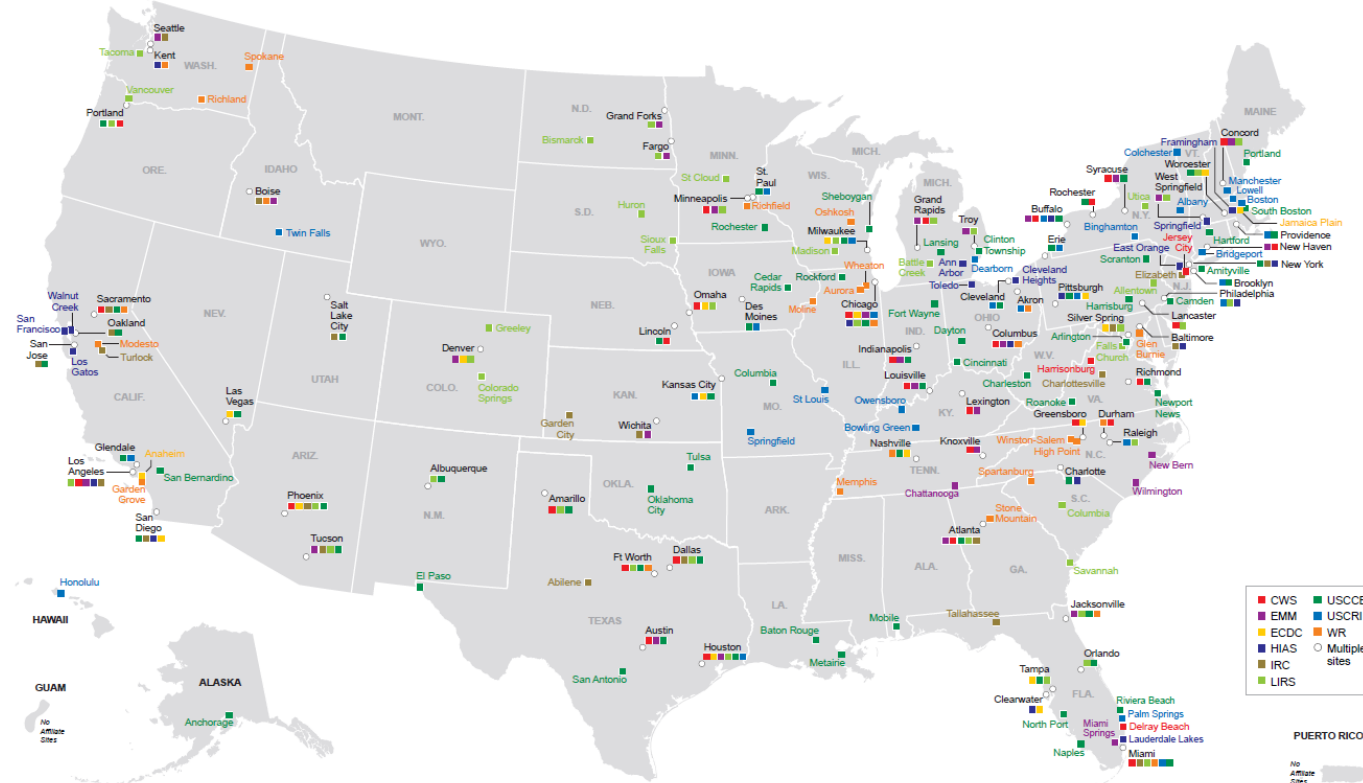 Seattle
Tacoma
Kent
WASH.
Spokane
Vancouver
Richland
Portland
ORE.
IDAHO
Boise
Twin Falls
MONT.
WYO.
N.D.
Grand Forks
Bismarok
Fargo
S.D.
Huron
Sioux
Falls
MINN.
St Cloud
St.
Paul
Minneapolis
Richfield
Rochester
WIS.
MICH.
Sheboygan
Oshkosh
Milwaukee
Madison
MICH.
Grand
Rapids
Troy
Lansing
Clinton
Township
Battle
Creek
Ann
Arbor
Dearborn
Toledo
IOWA
Cedar
Rapids
Des
Moines
Rockford
Wheaton
Aurora
Moline
Chicago
NEB.
Omaha
Lincoln
Walnut
Creek
Sacramento
San
Francisco
Oakland
San
Jose
Modesto
Turlock
Los
Gatos
NEV.
CALIF.
Salt
Lake
City
UTAH
Las
Vegas
Greeley
Denver
COLO.
Colorado
Springs
KAN.
Garden
City
Wichita
Kansas City
Columbia
MO.
St Louis
Springfield
ILL.
IND.
Fort Wayne
Indianapolis
OHIO
Cleveland
Cleveland
Heights
Akron
Columbus
Dayton
Cincinnati
Louisville
Owensboro
Bowling Green
KY.
Lexington
W.V.
Charleston
Glendale
Los
Angeles
Anaheim
Garden
Grove
San Bernardino
San
Diego
ARIZ.
Phoenix
Tucson
Albuquerque
N.M.
El Paso
Amarillo
OKLA.
Tulsa
Oklahoma
City
ARK.
Ft Worth
Dallas
Abilene
TEXAS
Austin
Houston
San Antonio
LA.
Baton Rouge
Metairie
MISS.
Mobile
ALA.
Nashville
Memphis
TENN.
Knoxville
Chattanooga
Atlanta
Stone
Mountain
GA.
Savannah
Spartanburg
S.C.
Columbia
Charlotte
N.C.
Winston-Salem
High Point
Greensboro
Durham
Raleigh
New Bern
Wilmington
VA.
Harrisonburg
Charlottesville
Richmond
Roanoke
Newport
News
Arlington
Falls
Church
Silver Spring
Glen
Burnie
Baltimore
Lancaster
Harrisburg
Pittsburgh
Allentown
Erie
Philadelphia
Camden
N.J.
Elizabeth
East Orange
Jersey
City
Soranton
Buffalo
Rochester
Syracuse
Utica
N.Y.
Binghamton
Albany
Colchester
VT.
MAINE
Portland
Concord
Framingham
Worcester
West
Springfield
Manchester
Lowell
Boston
South Boston
Jamaica Plain
Providence
Springfield
Hartford
New Haven
Bridgeport
New York
Amityville
Brooklyn
Tallahassee
Jacksonville
Orlando
Tampa
Clearwater
FLA.
North Port
Naples
Miami
Springs
Riviera Beach
Palm Springs
Delray Beach
Lauderdale Lakes
Miami
Honolulu
HAWAII
GUAM
No
Affiliate
Sites
ALASKA
Anchorage
CWS
EMM
ECDC
HIAS
IRC
LIRS
USCCB
USCRI
WR
Multiple
sites
PUERTO RICO
No
Affiliate
Sites